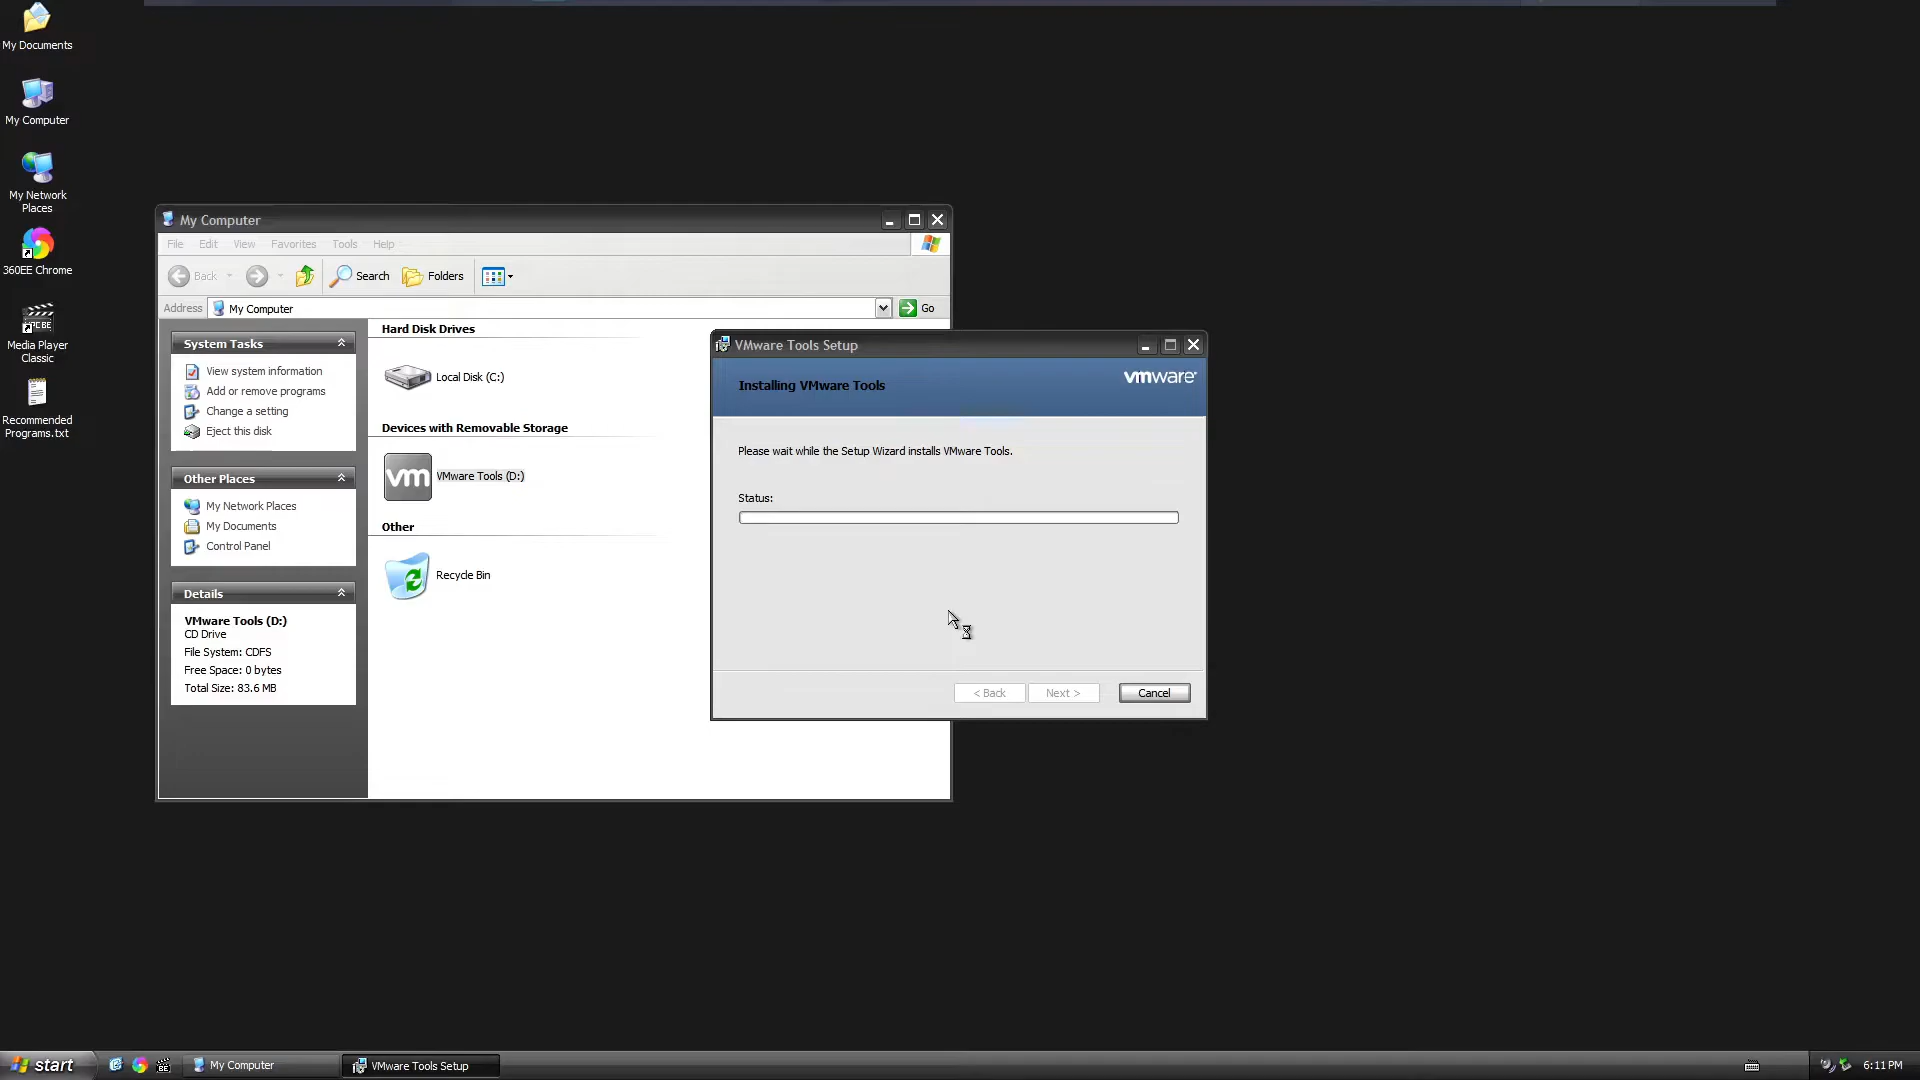 My Documents
My Computer
My Network
Places
360EE Chrome
Media Player
Classic
Recommended
Programs.txt
My Computer
File Edit View Favorites Tools Help
Back Search Folders
Address My Computer Go
System Tasks
View system information
Add or remove programs
Change a setting
Eject this disk
Other Places
My Network Places
My Documents
Control Panel
Details
VMware Tools (D:)
CD Drive
File System: CDFS
Free Space: 0 bytes
Total Size: 83.6 MB
Hard Disk Drives
Local Disk (C:)
Devices with Removable Storage
vm
VMware Tools (D:)
Other
Recycle Bin
VMware Tools Setup
Installing VMware Tools
vmware
Please wait while the Setup Wizard installs VMware Tools.
Status:
< Back Next > Cancel
start My Computer VMware Tools Setup 6:11 PM